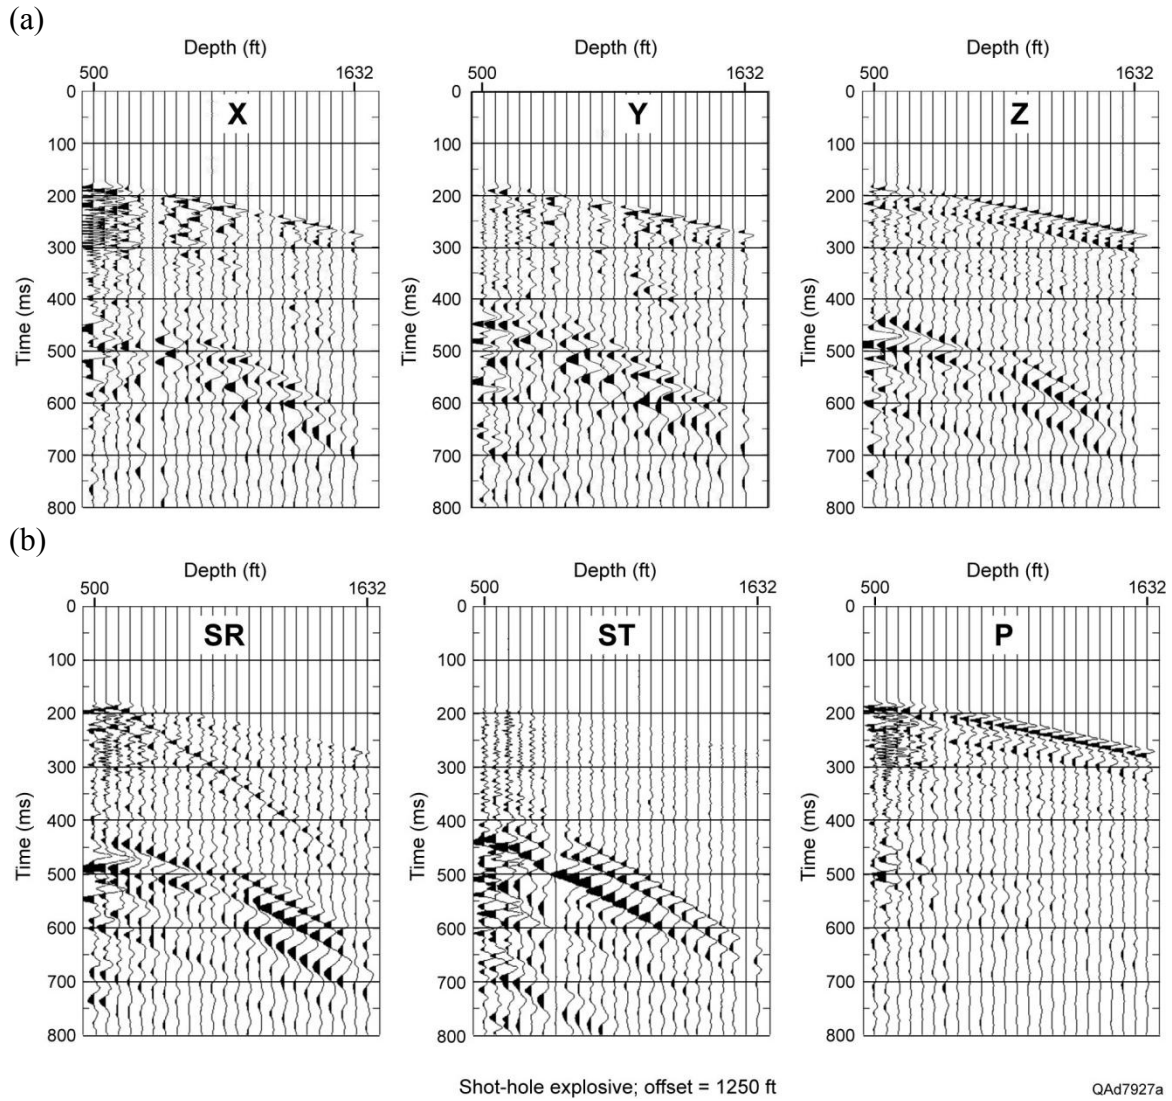 (a)
Depth (ft) Depth (ft) Depth (ft)
500 1632 500 1632 500 1632
0 0 0
X Y Z
100 100 100
200 200 200
300 300 300
Time (ms) Time (ms) Time (ms)
400 400 400
500 500 500
600 600 600
700 700 700
800 800 800
(b)
Depth (ft) Depth (ft) Depth (ft)
500 1632 500 1632 500 1632
0 0 0
SR ST P
100 100 100
200 200 200
300 300 300
Time (ms) Time (ms) Time (ms)
400 400 400
500 500 500
600 600 600
700 700 700
800 800 800
Shot-hole explosive; offset = 1250 ft
QAd7927a